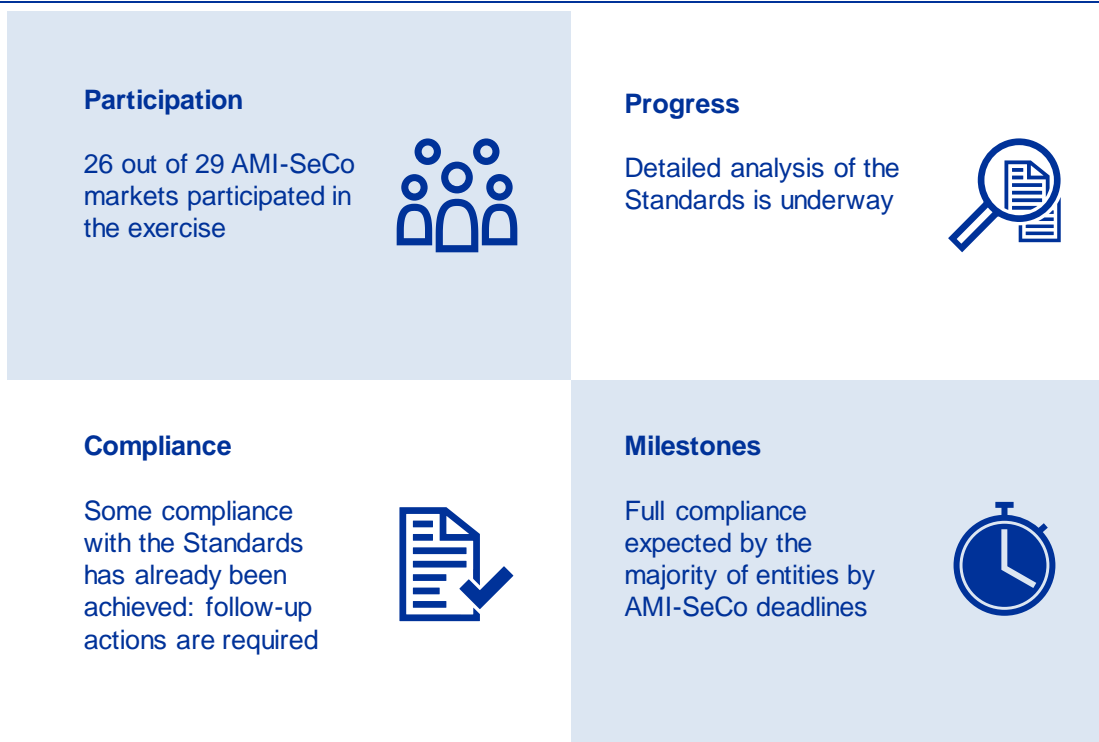 Participation
26 out of 29 AMI-SeCo
markets participated in
the exercise
Progress
Detailed analysis of the
Standards is underway
Compliance
Some compliance
with the Standards
has already been
achieved: follow-up
actions are required
Milestones
Full compliance
expected by the
majority of entities by
AMI-SeCo deadlines